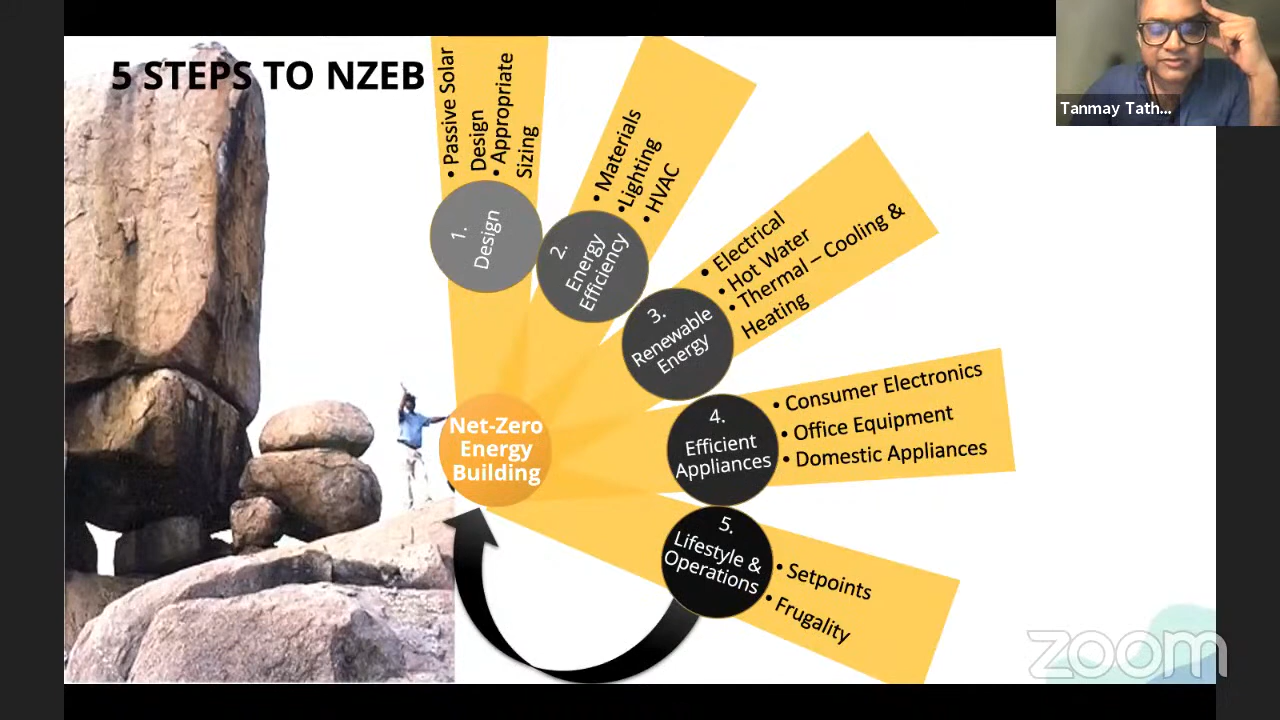 5 STEPS TO NZEB
• Passive Solar
Design
• Appropriate
Sizing
1.
Design
• Materials
•Lighting
• HVAC
2.
Energy
Efficiency
• Electrical
• Hot Water
• Thermal – Cooling &
Heating
3.
Renewable
Energy
• Consumer Electronics
• Office Equipment
• Domestic Appliances
4.
Efficient
Appliances
5.
Lifestyle &
Operations
• Setpoints
• Frugality
Net-Zero
Energy
Building
Tanmay Tath...
zoom